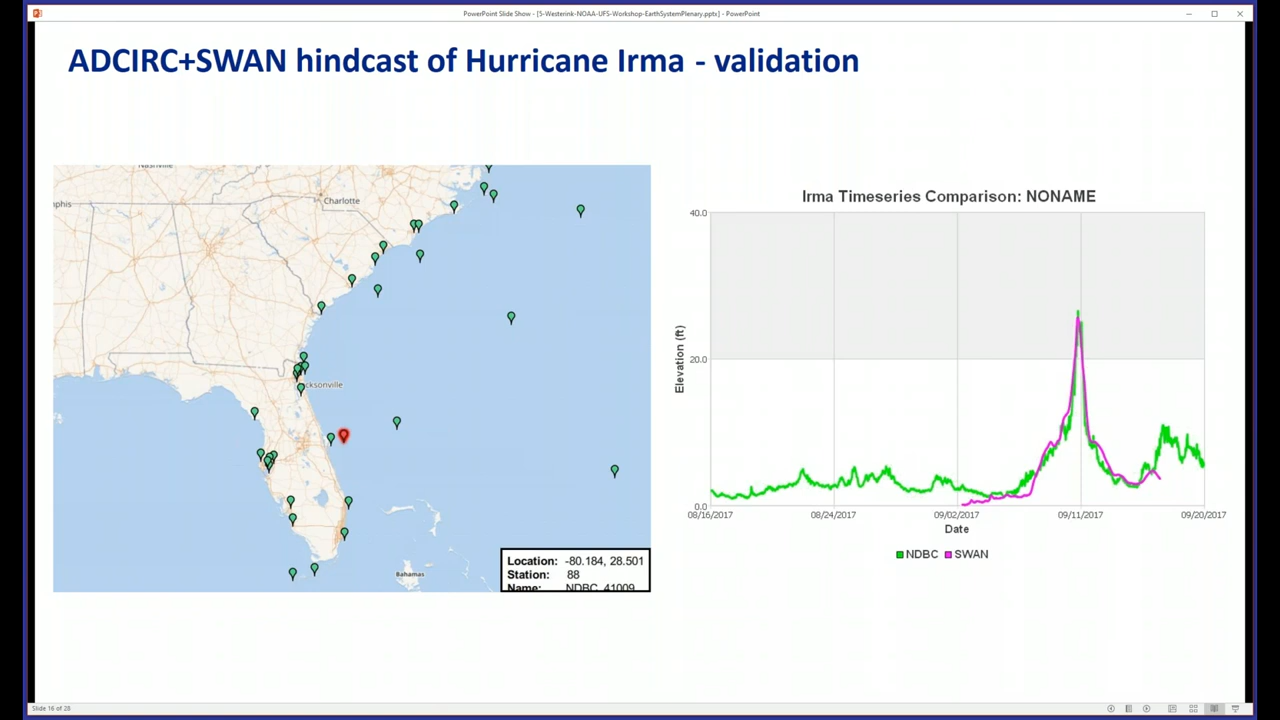 PowerPoint Slide Show - [5-Westerink-NOAA-UFS-Workshop-EarthSystemPlenary.pptx] - PowerPoint
ADCIRC+SWAN hindcast of Hurricane Irma - validation
Nashville
phis
Charlotte
cksonville
Bahamas
Location: -80.184, 28.501
Station: 88
Name: NDBC 41009
Irma Timeseries Comparison: NONAME
40.0
20.0
0.0
Elevation (ft)
08/16/2017 08/24/2017 09/02/2017 09/11/2017 09/20/2017
Date
NDBC SWAN
Slide 16 of 28